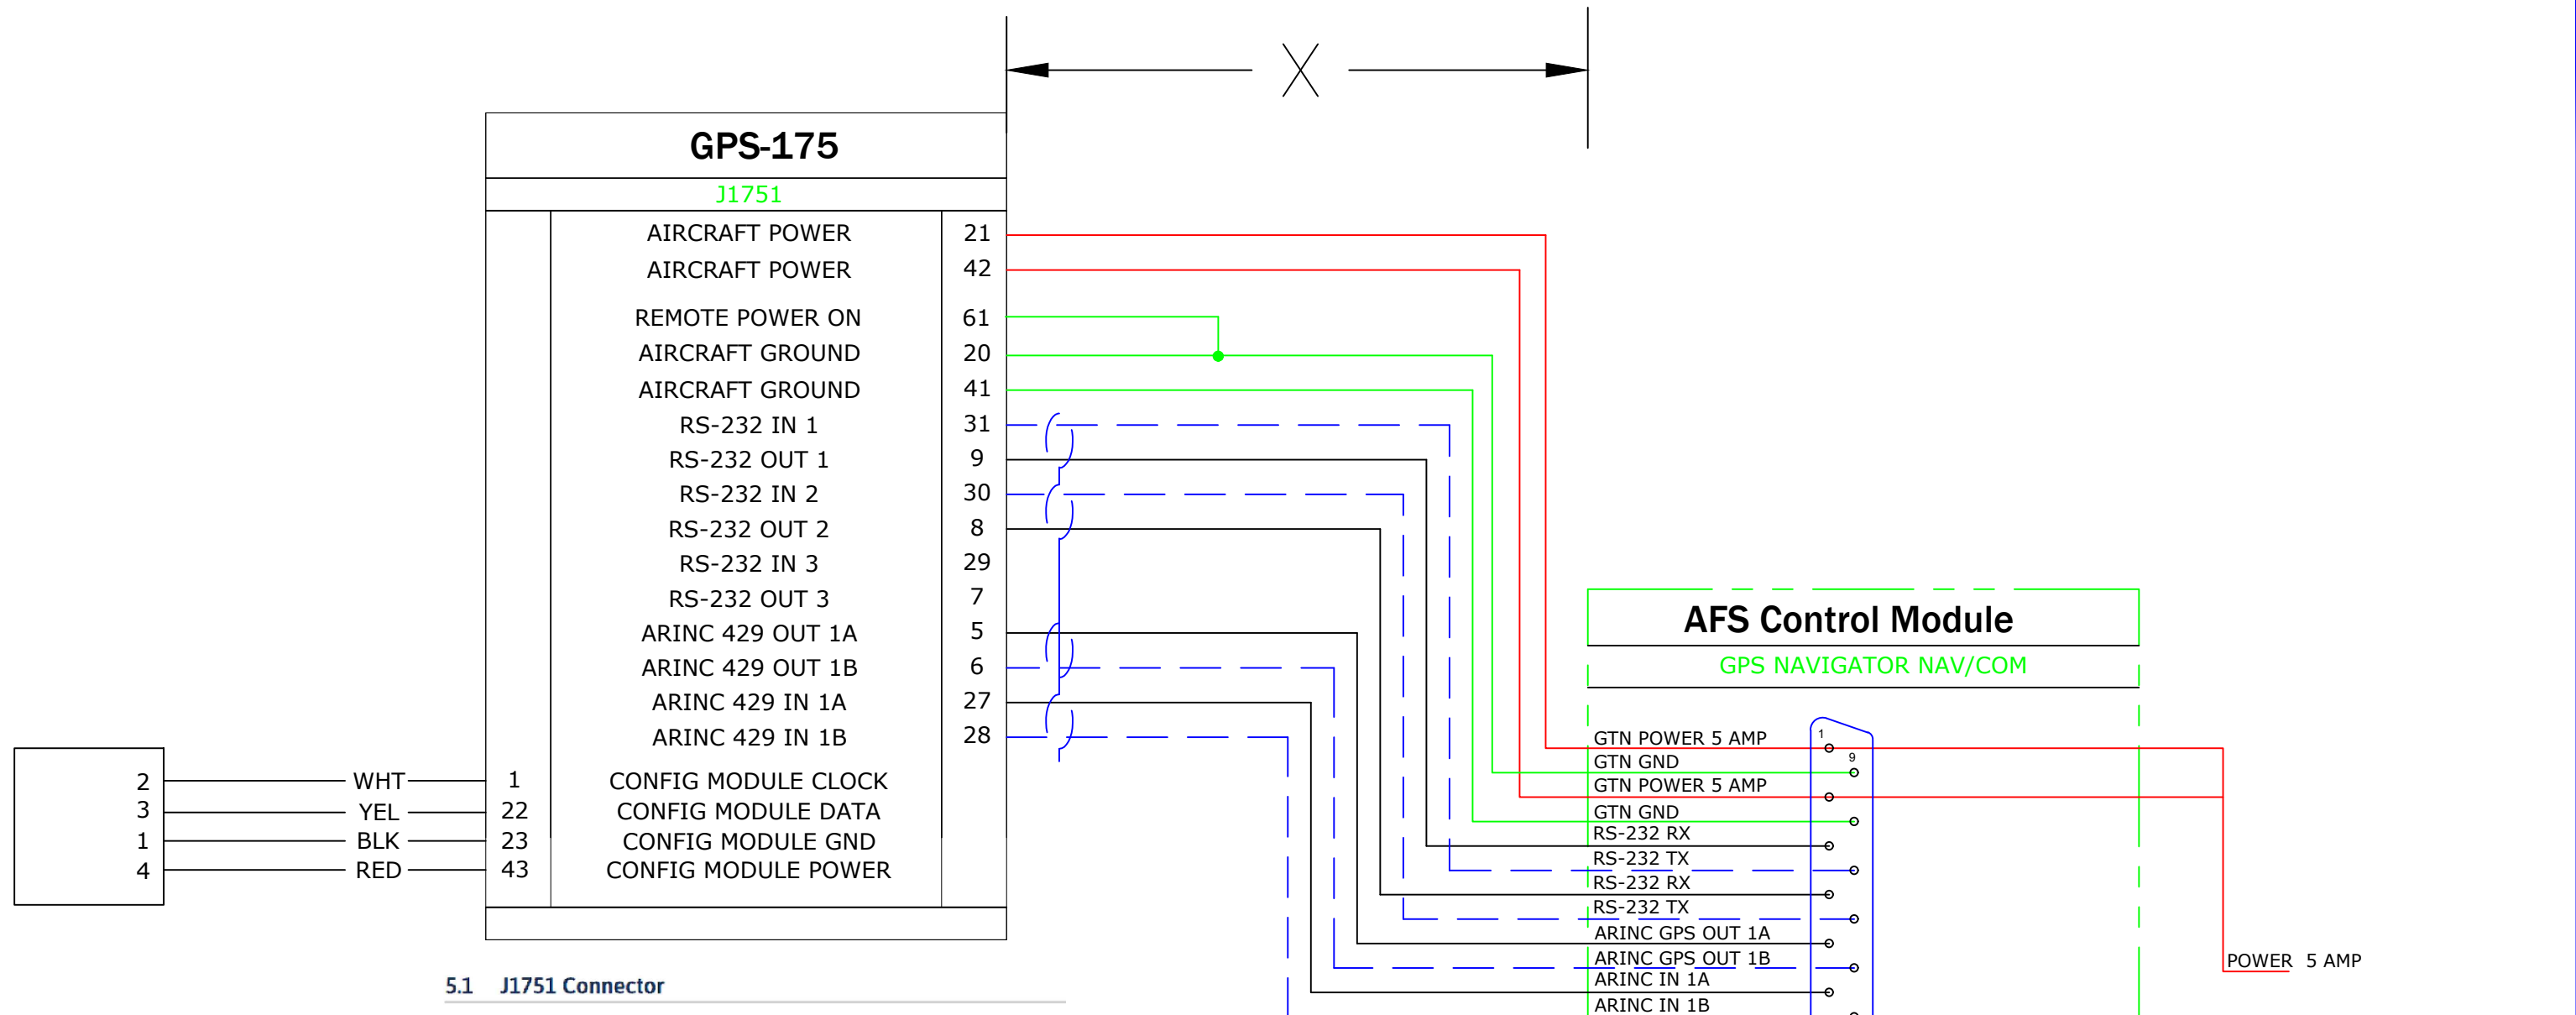 X
GPS-175
J1751
AIRCRAFT POWER 21
AIRCRAFT POWER 42
REMOTE POWER ON 61
AIRCRAFT GROUND 20
AIRCRAFT GROUND 41
RS-232 IN 1 31
RS-232 OUT 1 9
RS-232 IN 2 30
RS-232 OUT 2 8
RS-232 IN 3 29
RS-232 OUT 3 7
ARINC 429 OUT 1A 5
ARINC 429 OUT 1B 6
ARINC 429 IN 1A 27
ARINC 429 IN 1B 28
2 WHT 1 CONFIG MODULE CLOCK
3 YEL 22 CONFIG MODULE DATA
1 BLK 23 CONFIG MODULE GND
4 RED 43 CONFIG MODULE POWER
5.1 J1751 Connector
AFS Control Module
GPS NAVIGATOR NAV/COM
GTN POWER 5 AMP 1
GTN GND 9
GTN POWER 5 AMP
GTN GND
RS-232 RX
RS-232 TX
RS-232 RX
RS-232 TX
ARINC GPS OUT 1A
ARINC GPS OUT 1B
ARINC IN 1A
ARINC IN 1B
POWER 5 AMP